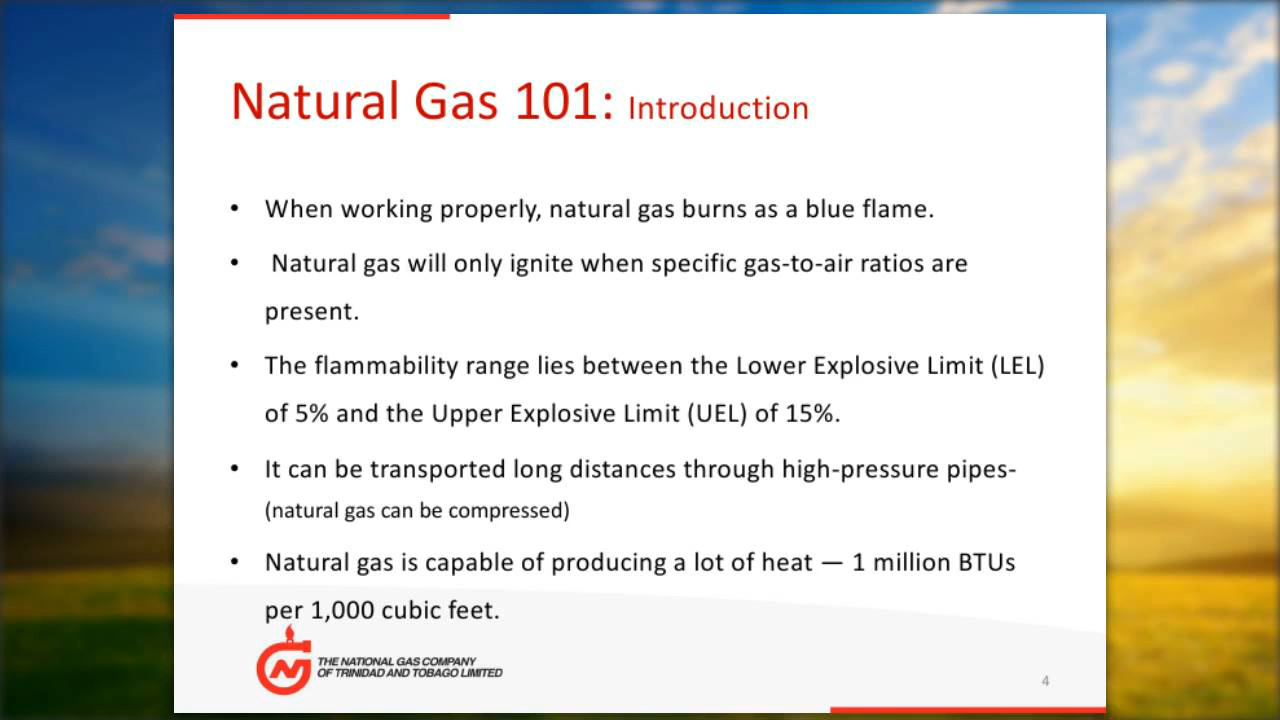 Natural Gas 101: Introduction
• When working properly, natural gas burns as a blue flame.
• Natural gas will only ignite when specific gas-to-air ratios are
present.
• The flammability range lies between the Lower Explosive Limit (LEL)
of 5% and the Upper Explosive Limit (UEL) of 15%.
• It can be transported long distances through high-pressure pipes-
(natural gas can be compressed)
• Natural gas is capable of producing a lot of heat — 1 million BTUs
per 1,000 cubic feet.
THE NATIONAL GAS COMPANY
OF TRINIDAD AND TOBAGO LIMITED
4